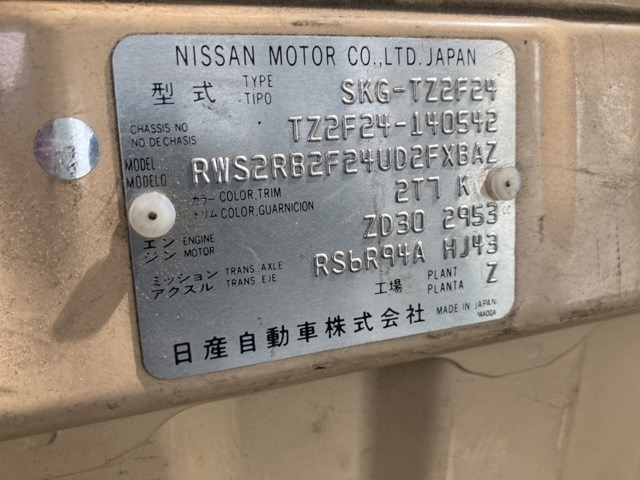 NISSAN MOTOR CO.,LTD. JAPAN
型式 TYPE TIPO SKG-TZ2F24
CHASSIS NO NO DE CHASIS TZ2F24-140542
MODEL MODELO RWS2RB2F24UD2FXBAZ
カラー COLOR,TRIM トリム COLOR,GUARNICION 2T7 K
エンジン ENGINE MOTOR ZD30 2953 cc
ミッション アクスル TRANS. AXLE TRANS. EJE RS6R94A HJ43
工場 PLANT PLANTA Z
日産自動車株式会社 MADE IN JAPAN